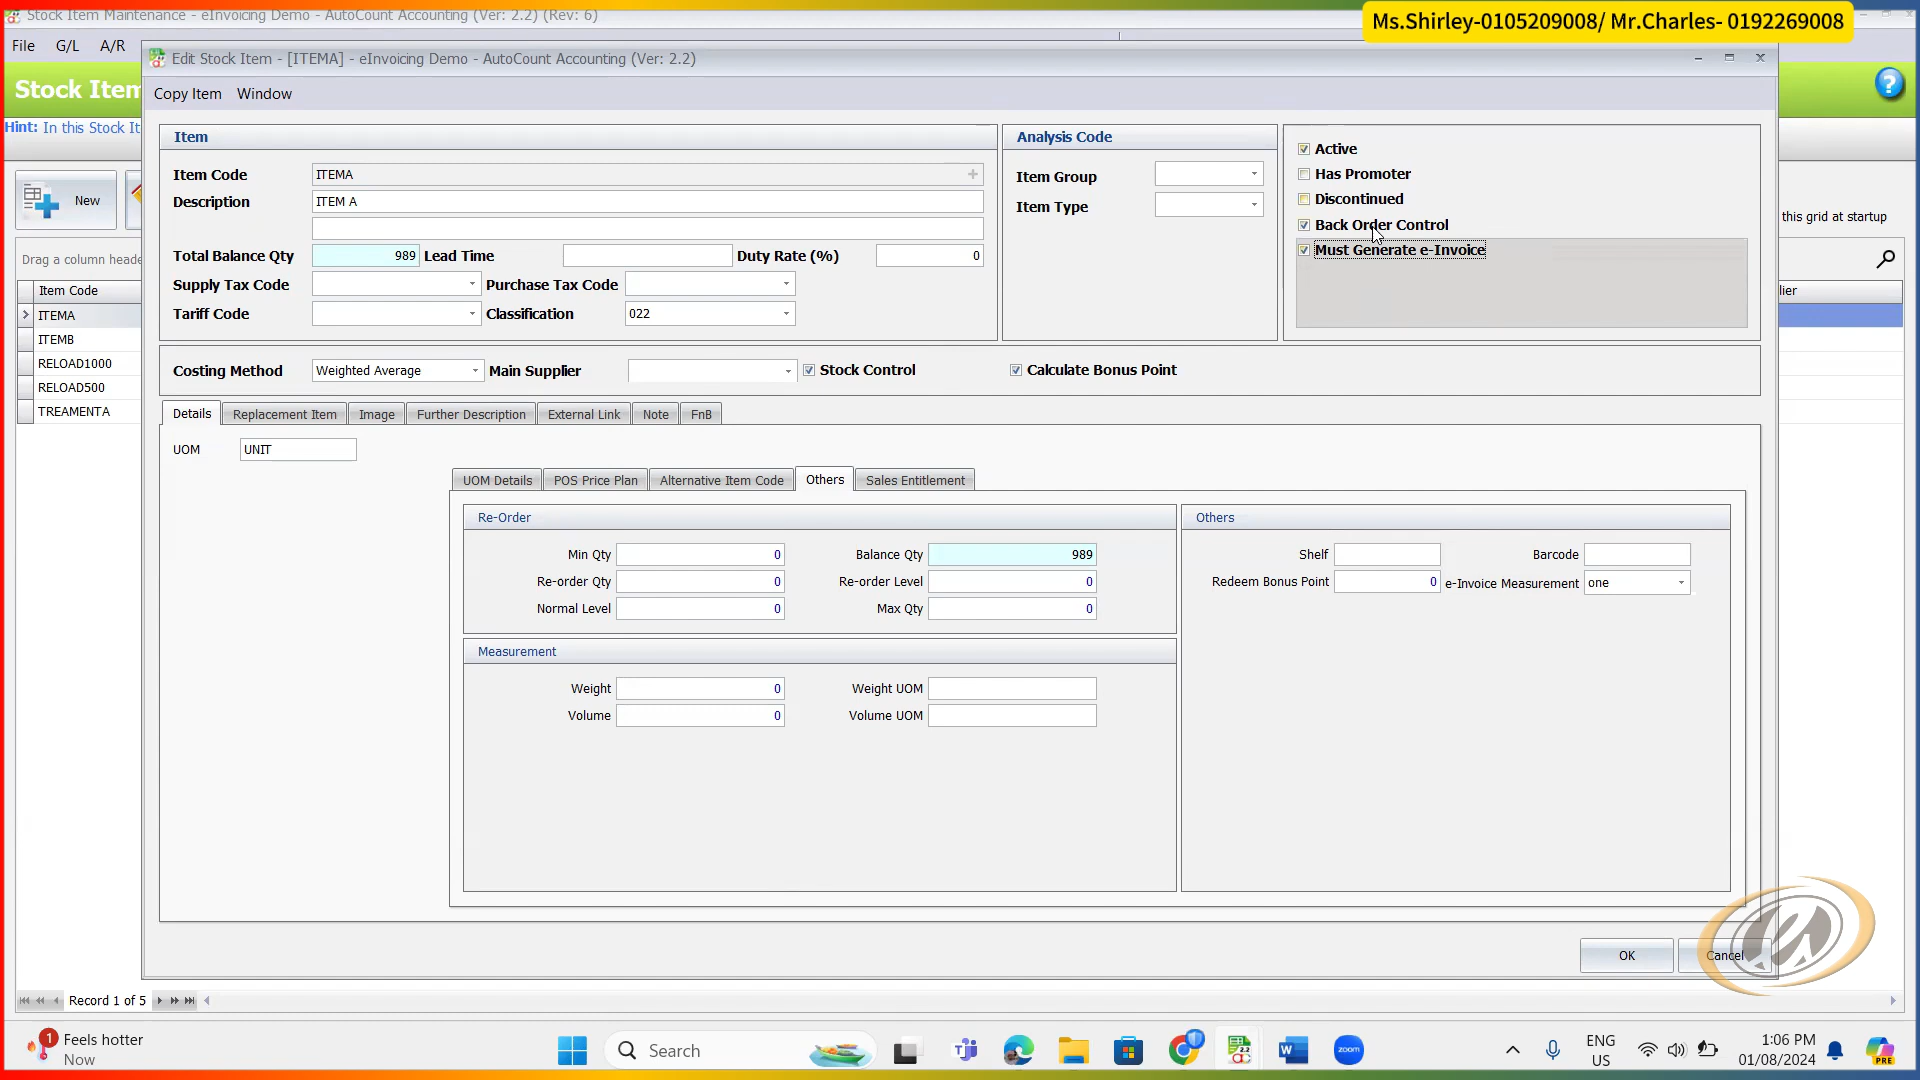 Stock Item Maintenance - eInvoicing Demo - AutoCount Accounting (Ver: 2.2) (Rev: 6)
Ms.Shirley-0105209008/ Mr.Charles- 0192269008
File G/L A/R
Edit Stock Item - [ITEMA] - eInvoicing Demo - AutoCount Accounting (Ver: 2.2)
Stock Item
Copy Item Window
Hint: In this Stock It
Item
Analysis Code
Active
Item Code ITEMA
Item Group
Has Promoter
Description ITEM A
Item Type
Discontinued
New
this grid at startup
Back Order Control
Drag a column heade
Total Balance Qty 989 Lead Time Duty Rate (%) 0
Must Generate e-Invoice
Supply Tax Code Purchase Tax Code
Item Code
lier
Tariff Code Classification 022
ITEMA
ITEMB
RELOAD1000
RELOAD500
TREAMENTA
Costing Method Weighted Average Main Supplier Stock Control Calculate Bonus Point
Details Replacement Item Image Further Description External Link Note FnB
UOM UNIT
UOM Details POS Price Plan Alternative Item Code Others Sales Entitlement
Re-Order
Others
Min Qty 0 Balance Qty 989
Shelf Barcode
Re-order Qty 0 Re-order Level 0
Redeem Bonus Point 0 e-Invoice Measurement one
Normal Level 0 Max Qty 0
Measurement
Weight 0 Weight UOM
Volume 0 Volume UOM
OK Cancel
Record 1 of 5
1 Feels hotter
Now
Search
2.2
W
zoom
ENG
US
1:06 PM
01/08/2024
PRE